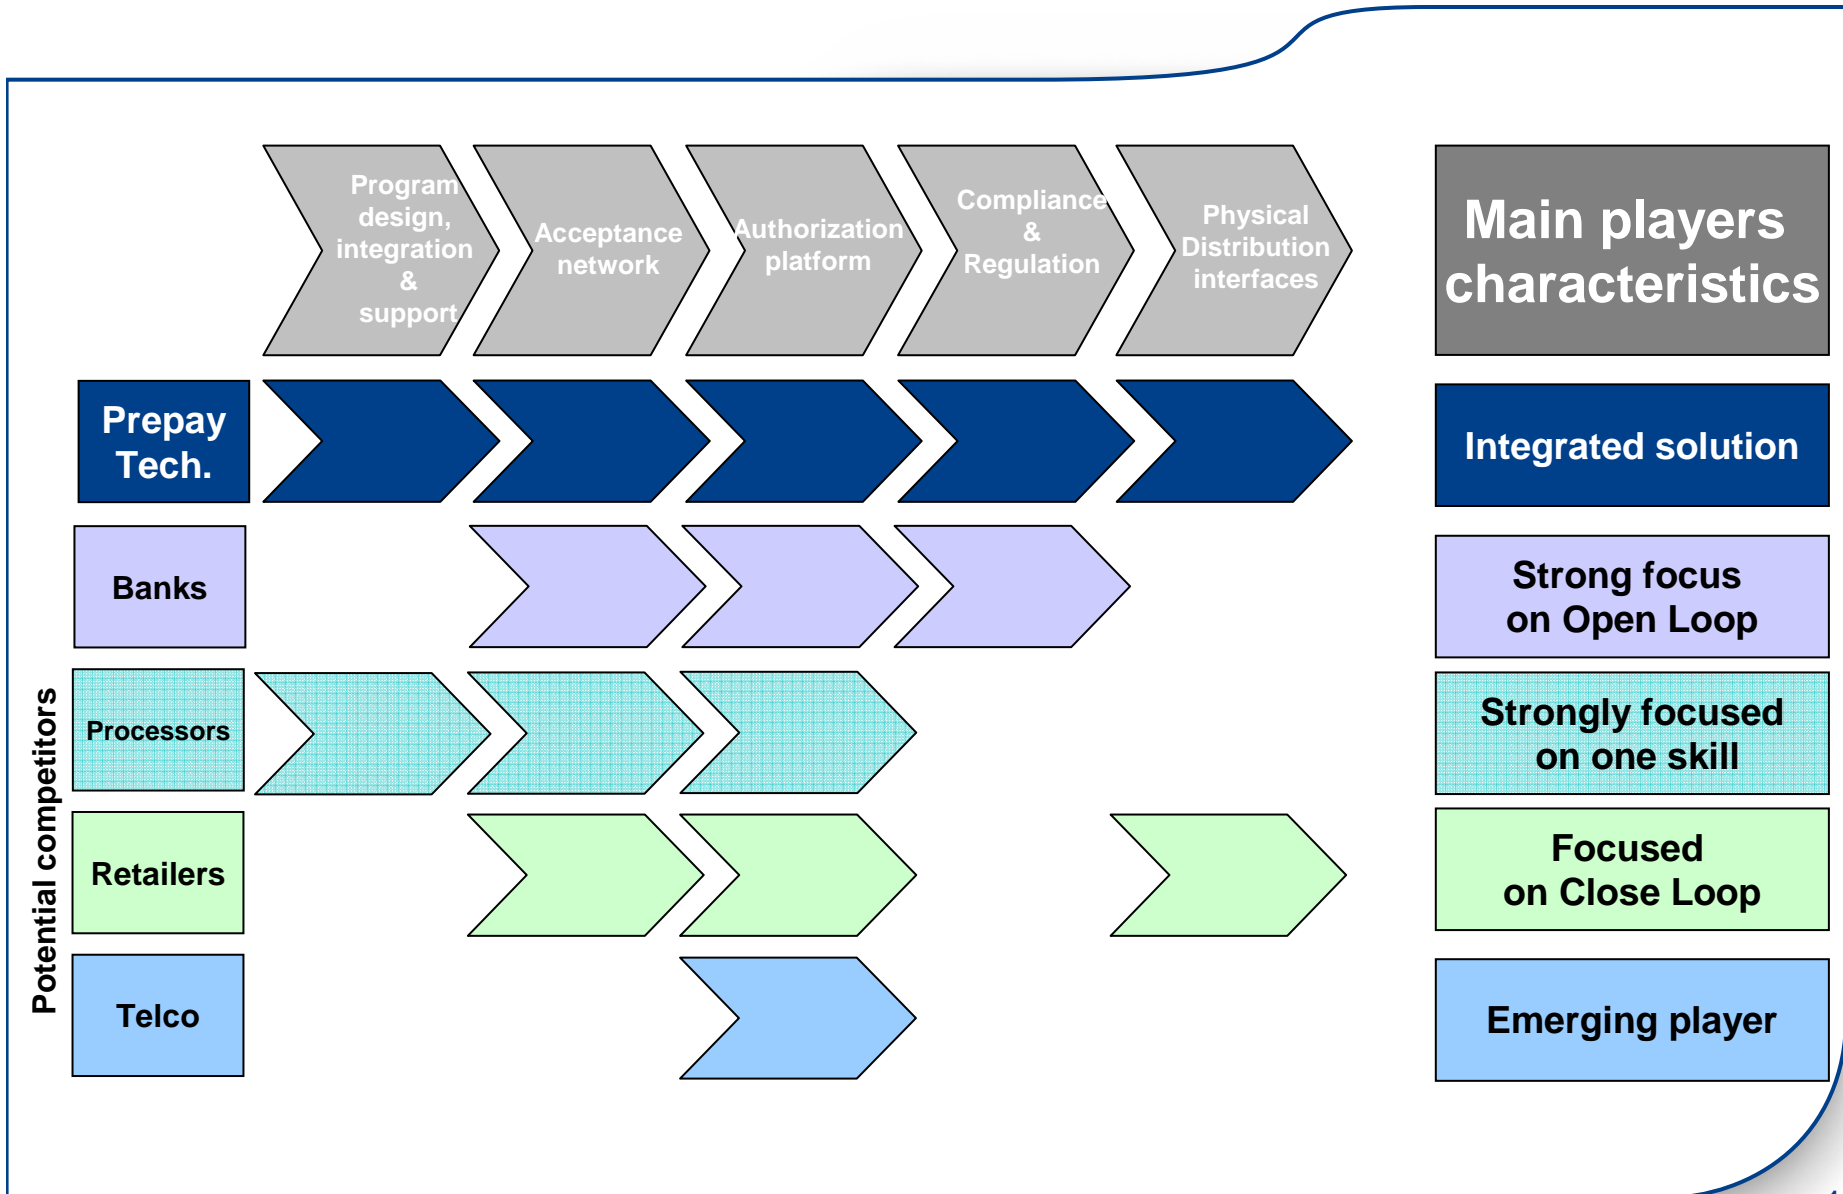 Program
design,
integration
&
support
Acceptance
network
Authorization
platform
Compliance
&
Regulation
Physical
Distribution
interfaces
Main players
characteristics
Prepay
Tech.
Integrated solution
Potential competitors
Banks
Strong focus
on Open Loop
Processors
Strongly focused
on one skill
Retailers
Focused
on Close Loop
Telco
Emerging player